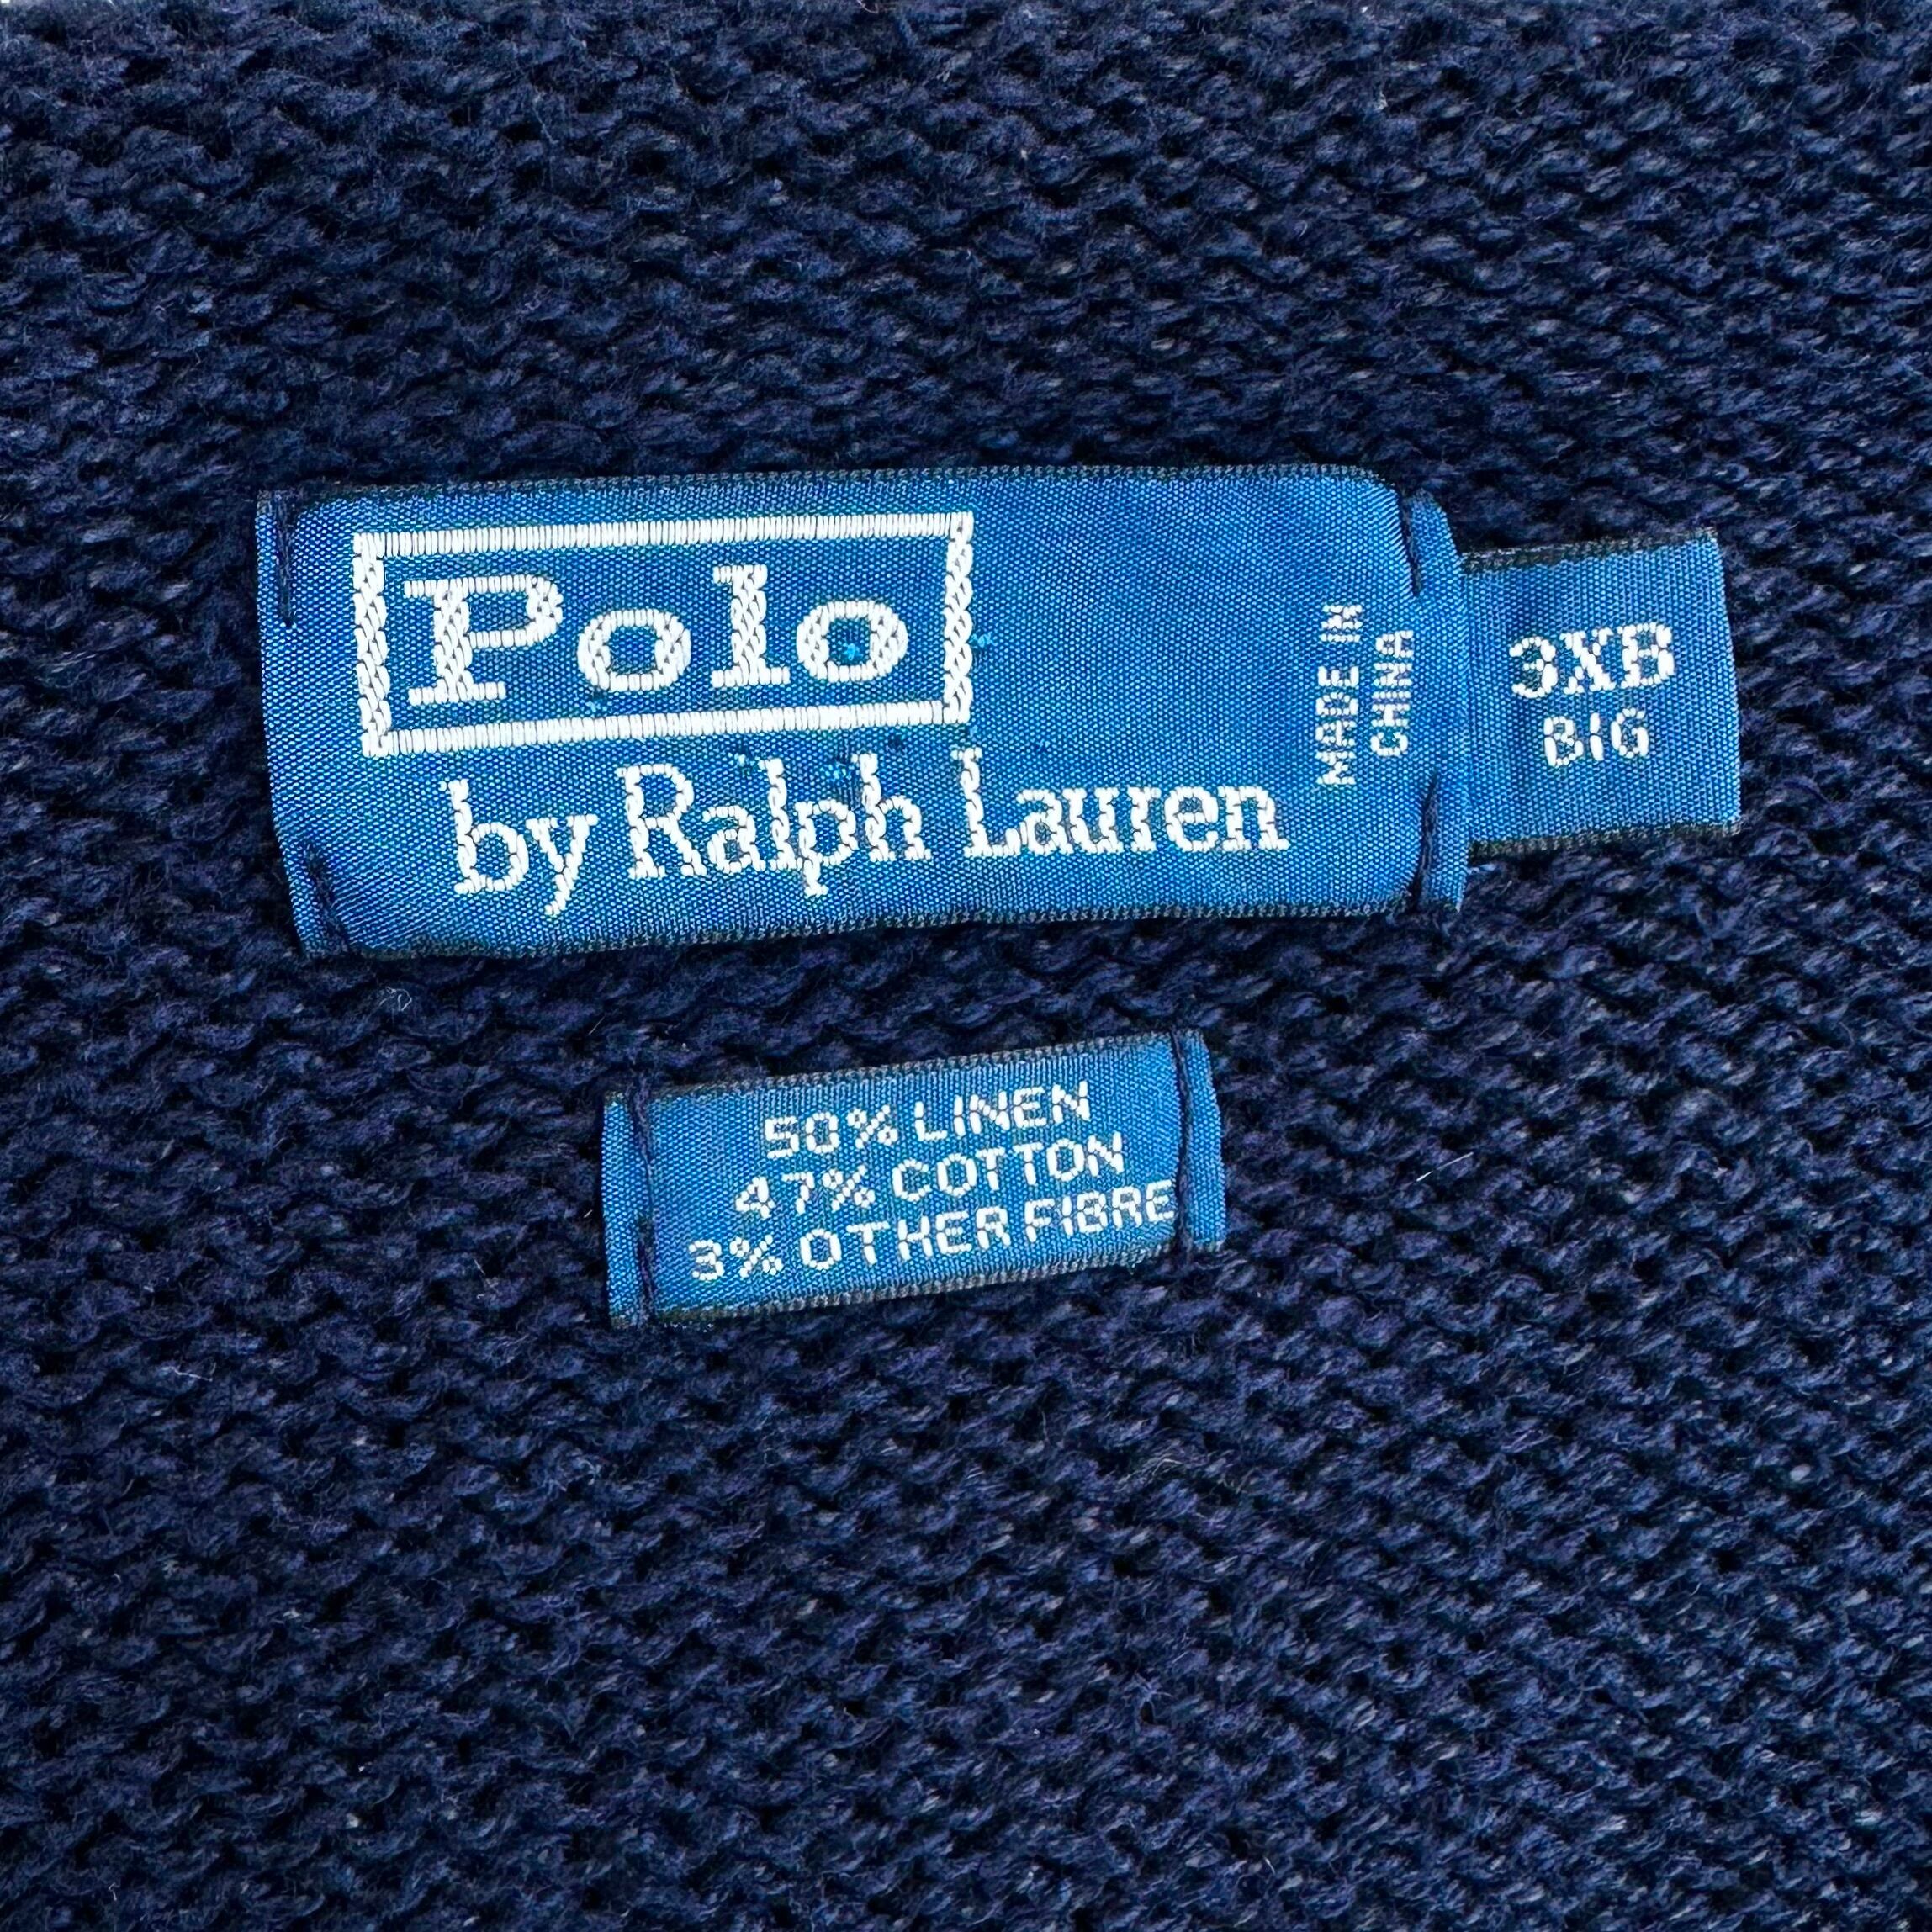 Polo
by Ralph Lauren
MADE IN
CHINA
3XB
BIG
50% LINEN
47% COTTON
3% OTHER FIBRE